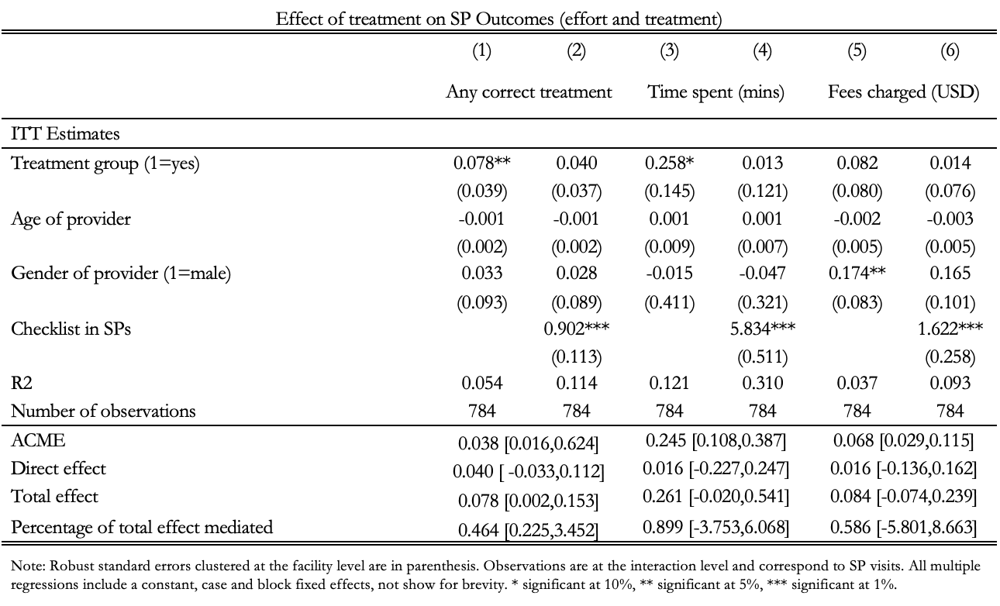 Effect of treatment on SP Outcomes (effort and treatment)
(1) (2) (3) (4) (5) (6)
Any correct treatment Time spent (mins) Fees charged (USD)
ITT Estimates
Treatment group (1=yes) 0.078** 0.040 0.258* 0.013 0.082 0.014
(0.039) (0.037) (0.145) (0.121) (0.080) (0.076)
Age of provider -0.001 -0.001 0.001 0.001 -0.002 -0.003
(0.002) (0.002) (0.009) (0.007) (0.005) (0.005)
Gender of provider (1=male) 0.033 0.028 -0.015 -0.047 0.174** 0.165
(0.093) (0.089) (0.411) (0.321) (0.083) (0.101)
Checklist in SPs 0.902*** 5.834*** 1.622***
(0.113) (0.511) (0.258)
R2 0.054 0.114 0.121 0.310 0.037 0.093
Number of observations 784 784 784 784 784 784
ACME 0.038 [0.016,0.624] 0.245 [0.108,0.387] 0.068 [0.029,0.115]
Direct effect 0.040 [ -0.033,0.112] 0.016 [-0.227,0.247] 0.016 [-0.136,0.162]
Total effect 0.078 [0.002,0.153] 0.261 [-0.020,0.541] 0.084 [-0.074,0.239]
Percentage of total effect mediated 0.464 [0.225,3.452] 0.899 [-3.753,6.068] 0.586 [-5.801,8.663]
Note: Robust standard errors clustered at the facility level are in parenthesis. Observations are at the interaction level and correspond to SP visits. All multiple
regressions include a constant, case and block fixed effects, not show for brevity. * significant at 10%, ** significant at 5%, *** significant at 1%.